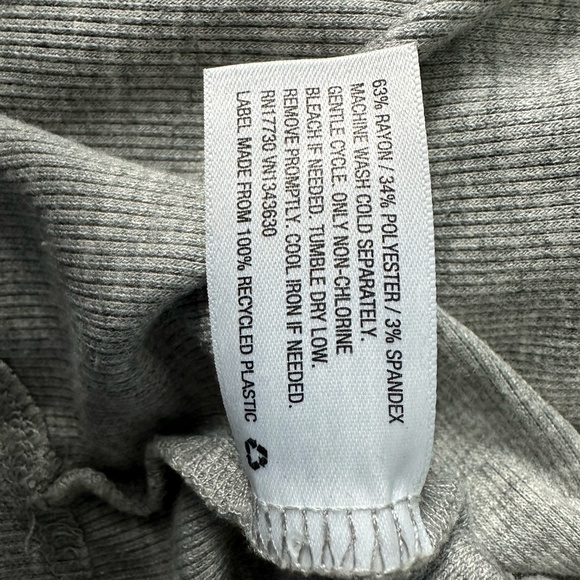 63% RAYON / 34% POLYESTER / 3% SPANDEX
MACHINE WASH COLD SEPARATELY.
GENTLE CYCLE. ONLY NON-CHLORINE
BLEACH IF NEEDED. TUMBLE DRY LOW.
REMOVE PROMPTLY. COOL IRON IF NEEDED.
RN17730 VN1343630
LABEL MADE FROM 100% RECYCLED PLASTIC